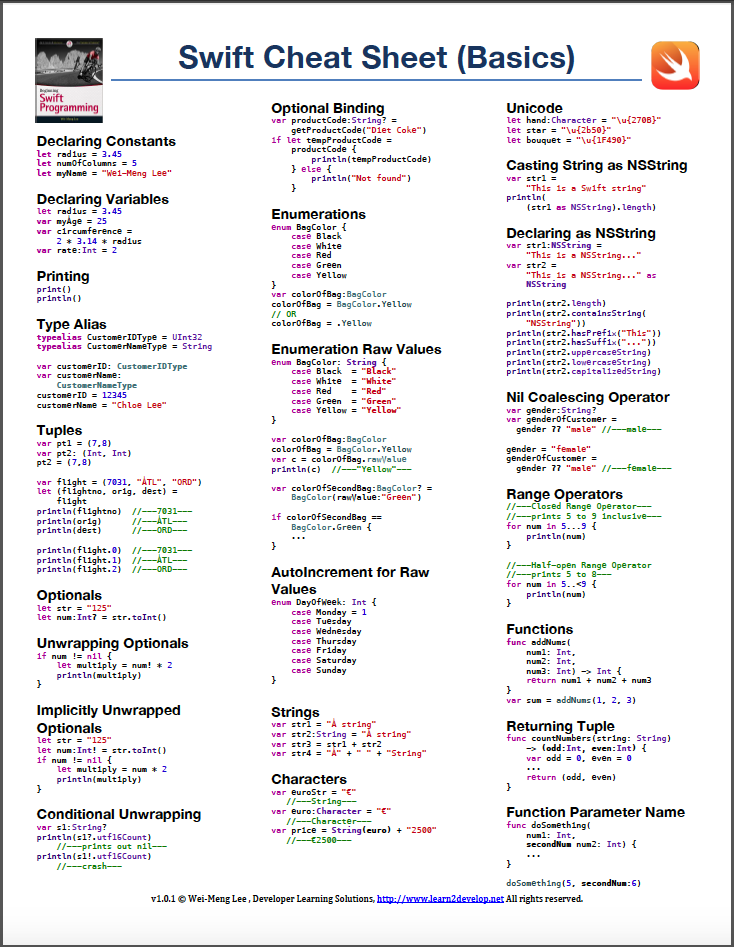 Swift Cheat Sheet (Basics)
Beginning
Swift
Programming
Declaring Constants
let radius = 3.45
let numOfColumns = 5
let myName = "Wei-Meng Lee"
Declaring Variables
let radius = 3.45
var myAge = 25
var circumference =
    2 * 3.14 * radius
var rate:Int = 2
Printing
print()
println()
Type Alias
typealias CustomerIDType = UInt32
typealias CustomerNameType = String
var customerID: CustomerIDType
var customerName:
    CustomerNameType
customerID = 12345
customerName = "Chloe Lee"
Tuples
var pt1 = (7,8)
var pt2: (Int, Int)
pt2 = (7,8)
var flight = (7031, "ATL", "ORD")
let (flightno, orig, dest) =
    flight
println(flightno)  //---7031---
println(orig)      //---ATL---
println(dest)      //---ORD---
println(flight.0)  //---7031---
println(flight.1)  //---ATL---
println(flight.2)  //---ORD---
Optionals
let str = "125"
let num:Int? = str.toInt()
Unwrapping Optionals
if num != nil {
    let multiply = num! * 2
    println(multiply)
}
Implicitly Unwrapped
Optionals
let str = "125"
let num:Int! = str.toInt()
if num != nil {
    let multiply = num * 2
    println(multiply)
}
Conditional Unwrapping
var s1:String?
println(s1?.utf16Count)
    //---prints out nil---
println(s1!.utf16Count)
    //---crash---
Optional Binding
var productCode:String? =
    getProductCode("Diet Coke")
if let tempProductCode =
    productCode {
        println(tempProductCode)
    } else {
        println("Not found")
    }
Enumerations
enum BagColor {
    case Black
    case White
    case Red
    case Green
    case Yellow
}
var colorOfBag:BagColor
colorOfBag = BagColor.Yellow
// OR
colorOfBag = .Yellow
Enumeration Raw Values
enum BagColor: String {
    case Black  = "Black"
    case White  = "White"
    case Red    = "Red"
    case Green  = "Green"
    case Yellow = "Yellow"
}
var colorOfBag:BagColor
colorOfBag = BagColor.Yellow
var c = colorOfBag.rawValue
println(c)  //---"Yellow"---
var colorOfSecondBag:BagColor? =
    BagColor(rawValue:"Green")
if colorOfSecondBag ==
    BagColor.Green {
    ...
}
AutoIncrement for Raw
Values
enum DayOfWeek: Int {
    case Monday = 1
    case Tuesday
    case Wednesday
    case Thursday
    case Friday
    case Saturday
    case Sunday
}
Strings
var str1 = "A string"
var str2:String = "A string"
var str3 = str1 + str2
var str4 = "A" + " " + "String"
Characters
var euroStr = "€"
   //---String---
var euro:Character = "€"
   //---Character---
var price = String(euro) + "2500"
   //---€2500---
Unicode
let hand:Character = "\u{270B}"
let star = "\u{2b50}"
let bouquet = "\u{1F490}"
Casting String as NSString
var str1 =
    "This is a Swift string"
println(
    (str1 as NSString).length)
Declaring as NSString
var str1:NSString =
    "This is a NSString..."
var str2 =
    "This is a NSString..." as
    NSString
println(str2.length)
println(str2.containsString(
    "NSString"))
println(str2.hasPrefix("This"))
println(str2.hasSuffix("..."))
println(str2.uppercaseString)
println(str2.lowercaseString)
println(str2.capitalizedString)
Nil Coalescing Operator
var gender:String?
var genderOfCustomer =
  gender ?? "male" //---male---
gender = "female"
genderOfCustomer =
  gender ?? "male" //---female---
Range Operators
//---Closed Range Operator---
//---prints 5 to 9 inclusive---
for num in 5...9 {
    println(num)
}
//---Half-open Range Operator
//---prints 5 to 8---
for num in 5..<9 {
    println(num)
}
Functions
func addNums(
    num1: Int,
    num2: Int,
    num3: Int) -> Int {
    return num1 + num2 + num3
}
var sum = addNums(1, 2, 3)
Returning Tuple
func countNumbers(string: String)
    -> (odd:Int, even:Int) {
    var odd = 0, even = 0
    ...
    return (odd, even)
}
Function Parameter Name
func doSomething(
    num1: Int,
    secondNum num2: Int) {
    ...
}
doSomething(5, secondNum:6)
v1.0.1 © Wei-Meng Lee , Developer Learning Solutions, http://www.learn2develop.net All rights reserved.